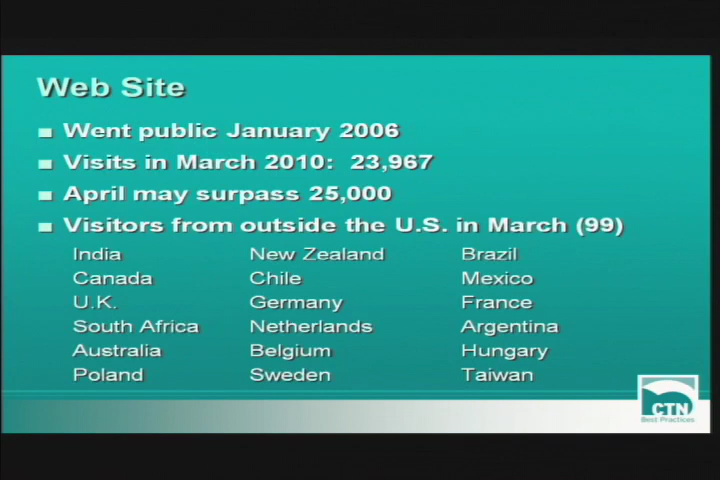 Web Site
Went public January 2006
Visits in March 2010: 23,967
April may surpass 25,000
Visitors from outside the U.S. in March (99)
India New Zealand Brazil
Canada Chile Mexico
U.K. Germany France
South Africa Netherlands Argentina
Australia Belgium Hungary
Poland Sweden Taiwan
CTN
Best Practices